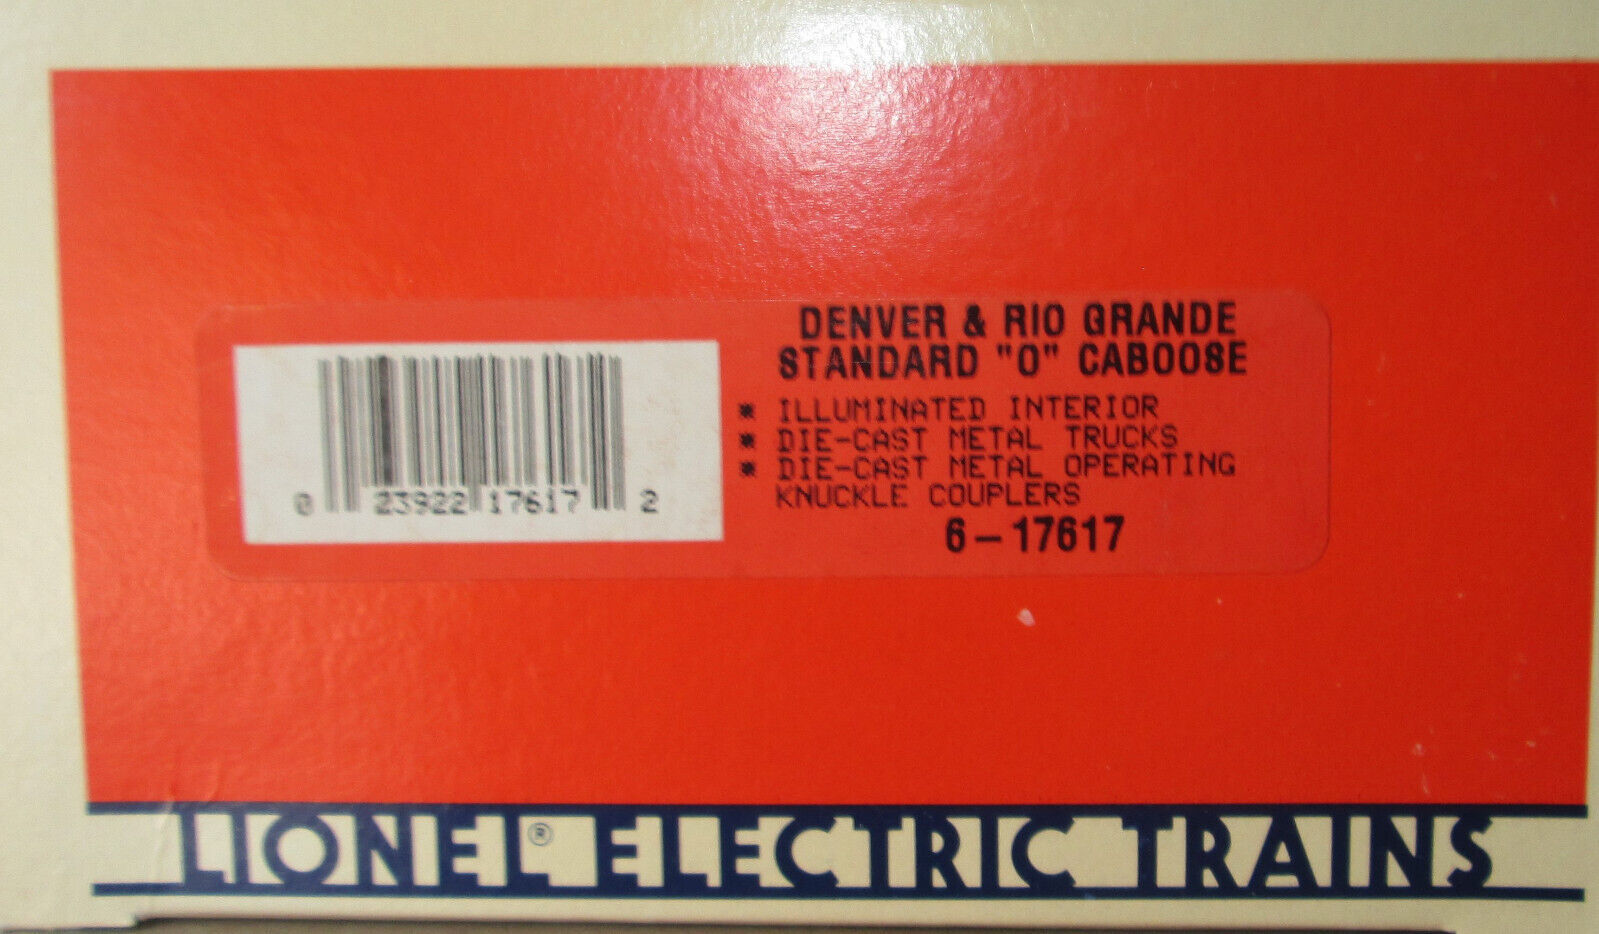 DENVER & RIO GRANDE
STANDARD "O" CABOOSE
* ILLUMINATED INTERIOR
* DIE-CAST METAL TRUCKS
* DIE-CAST METAL OPERATING
KNUCKLE COUPLERS
6-17617
0 23922 17617 2
LIONEL® ELECTRIC TRAINS